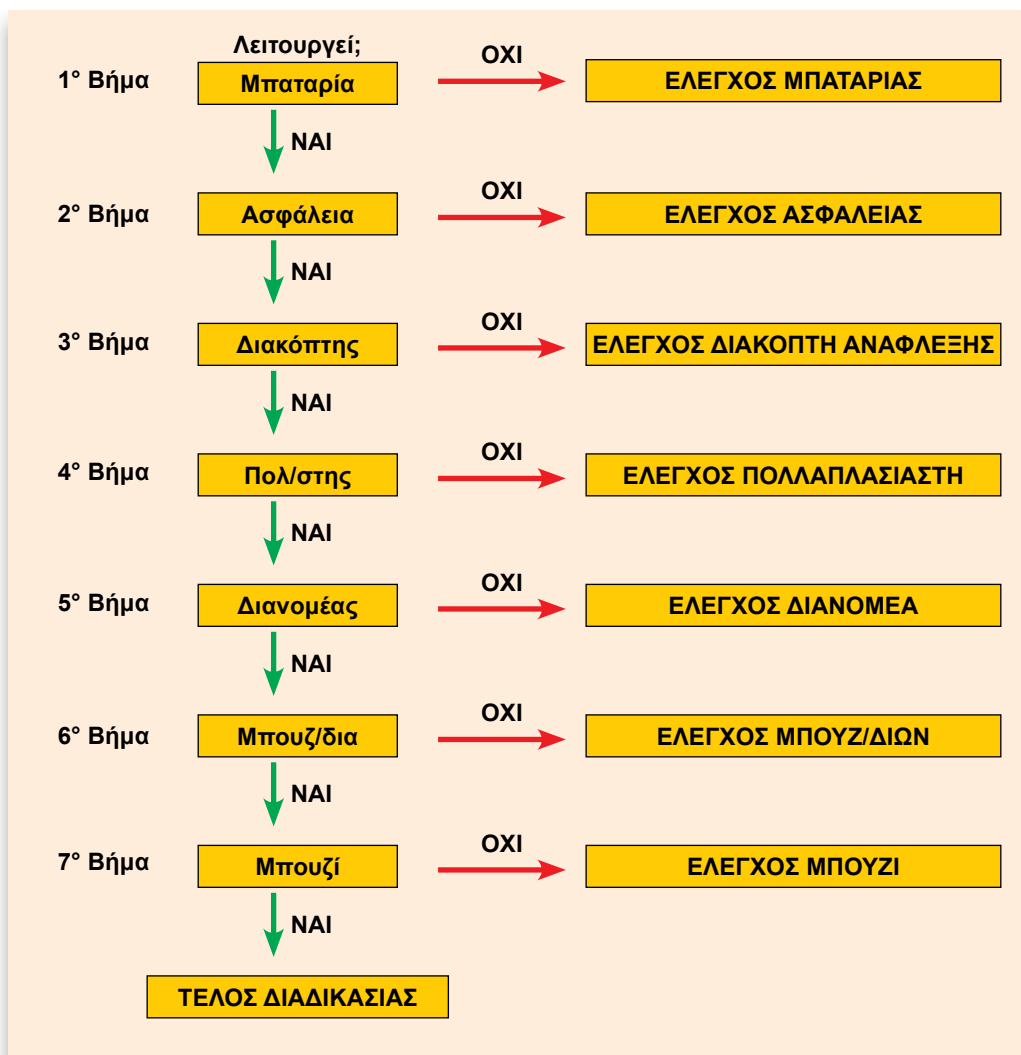 Λειτουργεί;
1° Βήμα Μπαταρία ΟΧΙ ΕΛΕΓΧΟΣ ΜΠΑΤΑΡΙΑΣ
ΝΑΙ
2° Βήμα Ασφάλεια ΟΧΙ ΕΛΕΓΧΟΣ ΑΣΦΑΛΕΙΑΣ
ΝΑΙ
3° Βήμα Διακόπτης ΟΧΙ ΕΛΕΓΧΟΣ ΔΙΑΚΟΠΤΗ ΑΝΑΦΛΕΞΗΣ
ΝΑΙ
4° Βήμα Πολ/στης ΟΧΙ ΕΛΕΓΧΟΣ ΠΟΛΛΑΠΛΑΣΙΑΣΤΗ
ΝΑΙ
5° Βήμα Διανομέας ΟΧΙ ΕΛΕΓΧΟΣ ΔΙΑΝΟΜΕΑ
ΝΑΙ
6° Βήμα Μπουζ/δια ΟΧΙ ΕΛΕΓΧΟΣ ΜΠΟΥΖ/ΔΙΩΝ
ΝΑΙ
7° Βήμα Μπουζί ΟΧΙ ΕΛΕΓΧΟΣ ΜΠΟΥΖΙ
ΝΑΙ
ΤΕΛΟΣ ΔΙΑΔΙΚΑΣΙΑΣ